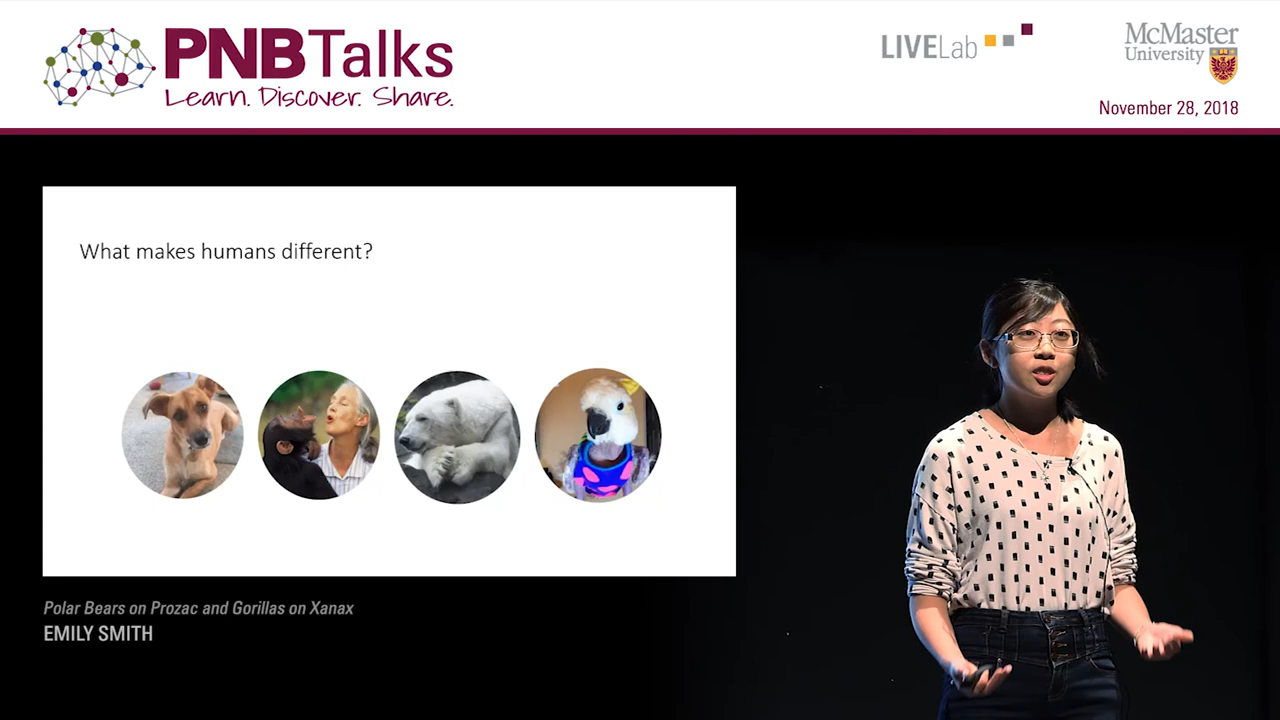 PNBTalks
Learn. Discover. Share.
LIVELab
McMaster
University
November 28, 2018
What makes humans different?
Polar Bears on Prozac and Gorillas on Xanax
EMILY SMITH